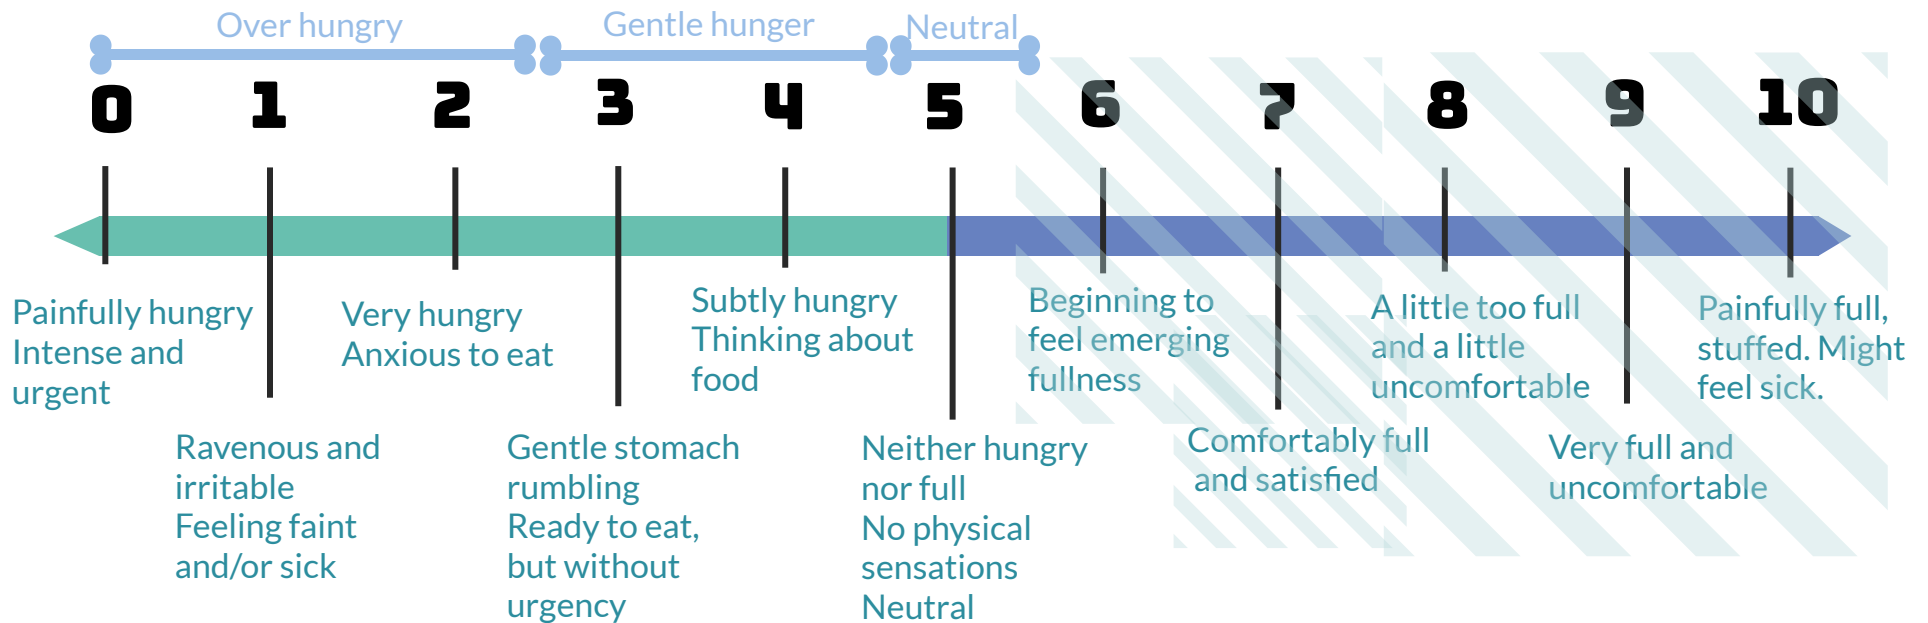 Over hungry
Gentle hunger
Neutral
0 1 2 3 4 5 6 7 8 9 10
Painfully hungry
Intense and
urgent
Ravenous and
irritable
Feeling faint
and/or sick
Very hungry
Anxious to eat
Gentle stomach
rumbling
Ready to eat,
but without
urgency
Subtly hungry
Thinking about
food
Neither hungry
nor full
No physical
sensations
Neutral
Beginning to
feel emerging
fullness
Comfortably full
and satisfied
A little too full
and a little
uncomfortable
Very full and
uncomfortable
Painfully full,
stuffed. Might
feel sick.